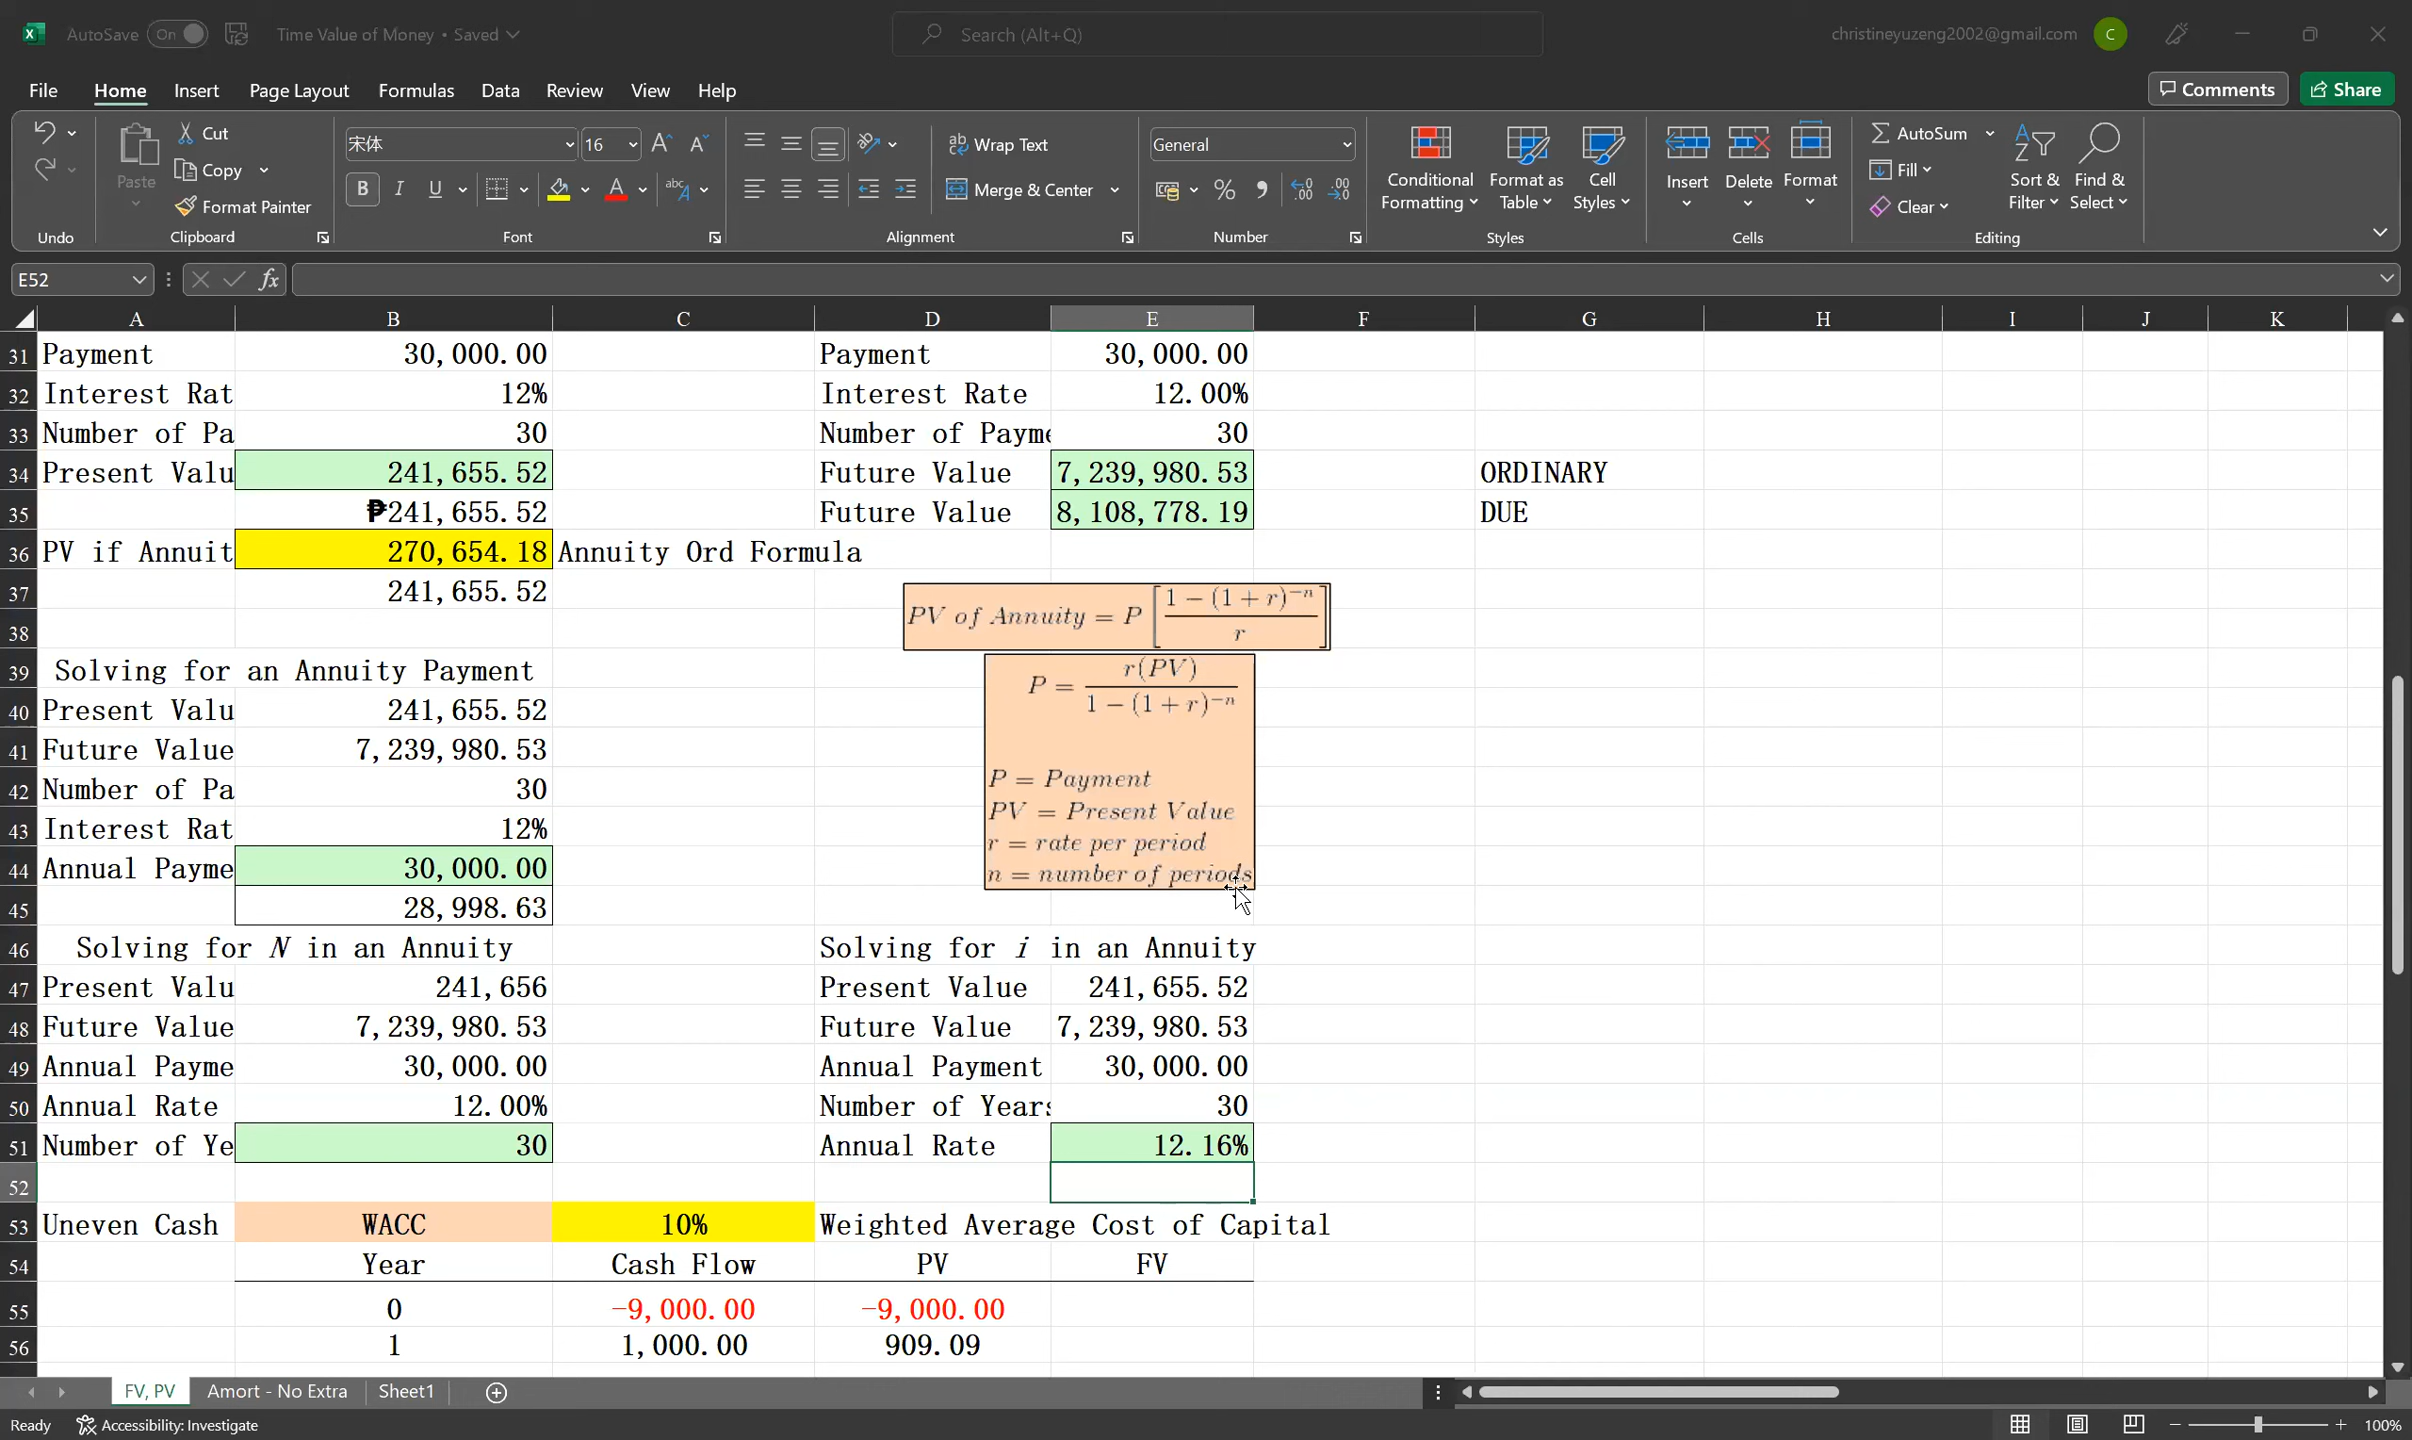 AutoSave On Time Value of Money • Saved Search (Alt+Q) christineyuzeng2002@gmail.com C
File Home Insert Page Layout Formulas Data Review View Help Comments Share
Undo
Paste Cut Copy Format Painter
Clipboard
宋体 16 A A
B I U A abc
Font
ab Wrap Text
Merge & Center
Alignment
General
% , .00
Number
Conditional Formatting Format as Table Cell Styles
Styles
Insert Delete Format
Cells
AutoSum Fill Clear Sort & Filter Find & Select
Editing
E52 fx
A B C D E F G H I J K
31 Payment 30,000.00 Payment 30,000.00
32 Interest Rat 12% Interest Rate 12.00%
33 Number of Pa 30 Number of Payme 30
34 Present Valu 241,655.52 Future Value 7,239,980.53 ORDINARY
35 ₱241,655.52 Future Value 8,108,778.19 DUE
36 PV if Annuit 270,654.18 Annuity Ord Formula
37 241,655.52
PV of Annuity = P [ 1 − (1 + r)⁻ⁿ / r ]
38
P = r(PV) / 1 − (1 + r)⁻ⁿ
P = Payment
PV = Present Value
r = rate per period
n = number of periods
39 Solving for an Annuity Payment
40 Present Valu 241,655.52
41 Future Value 7,239,980.53
42 Number of Pa 30
43 Interest Rat 12%
44 Annual Payme 30,000.00
45 28,998.63
46 Solving for N in an Annuity Solving for i in an Annuity
47 Present Valu 241,656 Present Value 241,655.52
48 Future Value 7,239,980.53 Future Value 7,239,980.53
49 Annual Payme 30,000.00 Annual Payment 30,000.00
50 Annual Rate 12.00% Number of Years 30
51 Number of Ye 30 Annual Rate 12.16%
52
53 Uneven Cash WACC 10% Weighted Average Cost of Capital
54 Year Cash Flow PV FV
55 0 -9,000.00 -9,000.00
56 1 1,000.00 909.09
FV, PV Amort - No Extra Sheet1
Ready Accessibility: Investigate 100%